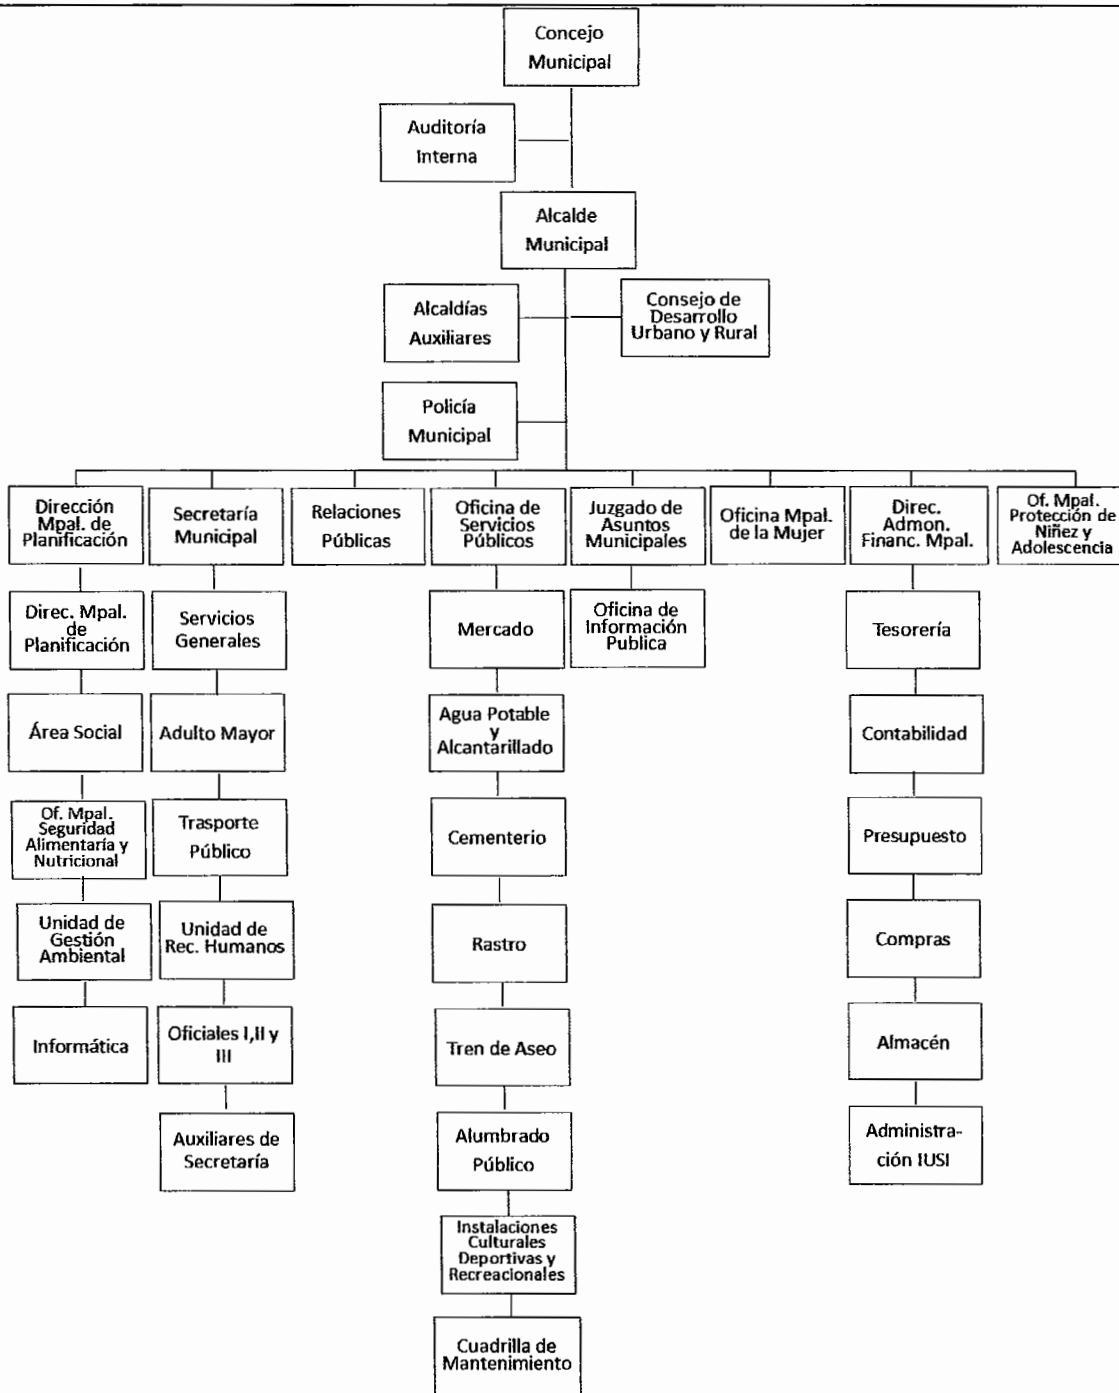 Concejo
Municipal
Auditoría
Interna
Alcalde
Municipal
Alcaldías
Auxiliares
Consejo de
Desarrollo
Urbano y Rural
Policía
Municipal
Dirección
Mpal. de
Planificación
Secretaría
Municipal
Relaciones
Públicas
Oficina de
Servicios
Públicos
Juzgado de
Asuntos
Municipales
Oficina Mpal.
de la Mujer
Direc.
Admon.
Financ. Mpal.
Of. Mpal.
Protección de
Niñez y
Adolescencia
Direc. Mpal.
de
Planificación
Servicios
Generales
Mercado
Oficina de
Información
Publica
Tesorería
Área Social
Adulto Mayor
Agua Potable
y
Alcantarillado
Contabilidad
Of. Mpal.
Seguridad
Alimentaría y
Nutricional
Trasporte
Público
Cementerio
Presupuesto
Unidad de
Gestión
Ambiental
Unidad de
Rec. Humanos
Rastro
Compras
Informática
Oficiales I,II y
III
Tren de Aseo
Almacén
Auxiliares de
Secretaría
Alumbrado
Público
Administra-
ción IUSI
Instalaciones
Culturales
Deportivas y
Recreacionales
Cuadrilla de
Mantenimiento